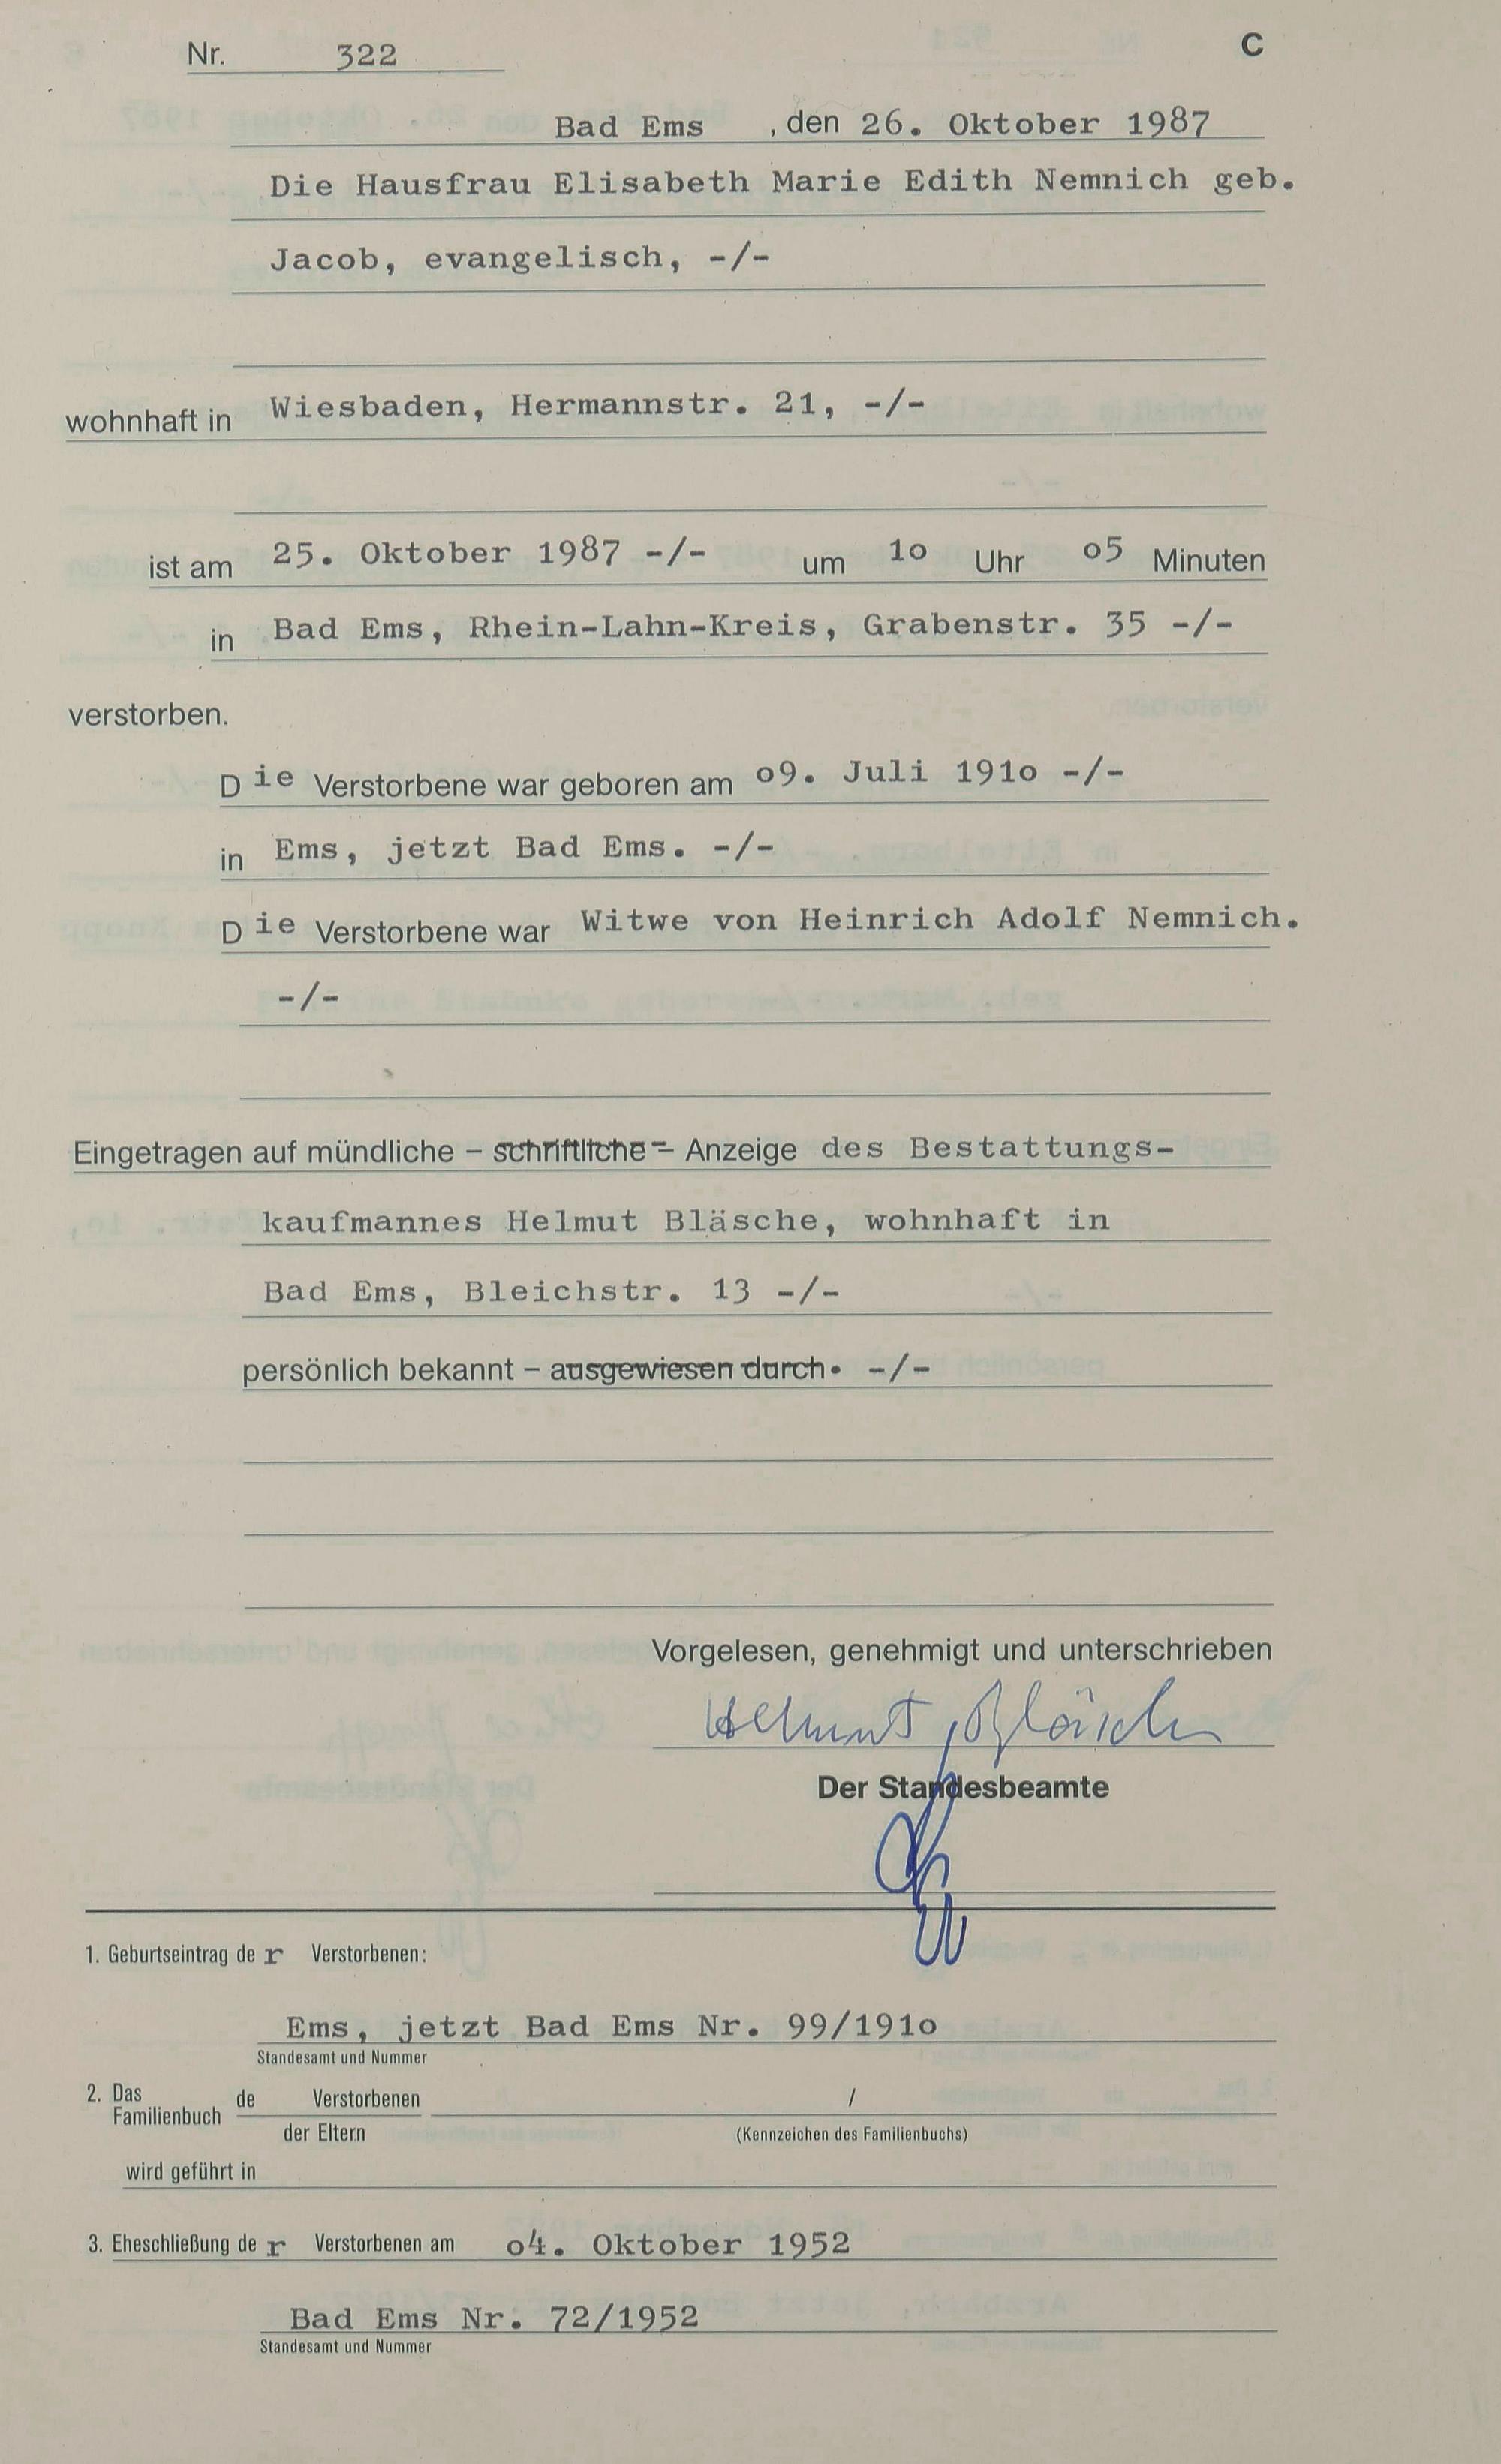 Nr. 322 C
Bad Ems , den 26. Oktober 1987
Die Hausfrau Elisabeth Marie Edith Nemnich geb.
Jacob, evangelisch, -/-
wohnhaft in Wiesbaden, Hermannstr. 21, -/-
ist am 25. Oktober 1987 -/- um 1o Uhr o5 Minuten
in Bad Ems, Rhein-Lahn-Kreis, Grabenstr. 35 -/-
verstorben.
Die Verstorbene war geboren am o9. Juli 191o -/-
in Ems, jetzt Bad Ems. -/-
Die Verstorbene war Witwe von Heinrich Adolf Nemnich.
-/-
Eingetragen auf mündliche – schriftliche – Anzeige des Bestattungs-
kaufmannes Helmut Bläsche, wohnhaft in
Bad Ems, Bleichstr. 13 -/-
persönlich bekannt – ausgewiesen durch. -/-
Vorgelesen, genehmigt und unterschrieben
Helmut Bläsche
Der Standesbeamte
1. Geburtseintrag der Verstorbenen:
Ems, jetzt Bad Ems Nr. 99/191o
Standesamt und Nummer
2. Das Familienbuch de Verstorbenen /
der Eltern (Kennzeichen des Familienbuchs)
wird geführt in
3. Eheschließung der Verstorbenen am o4. Oktober 1952
Bad Ems Nr. 72/1952
Standesamt und Nummer